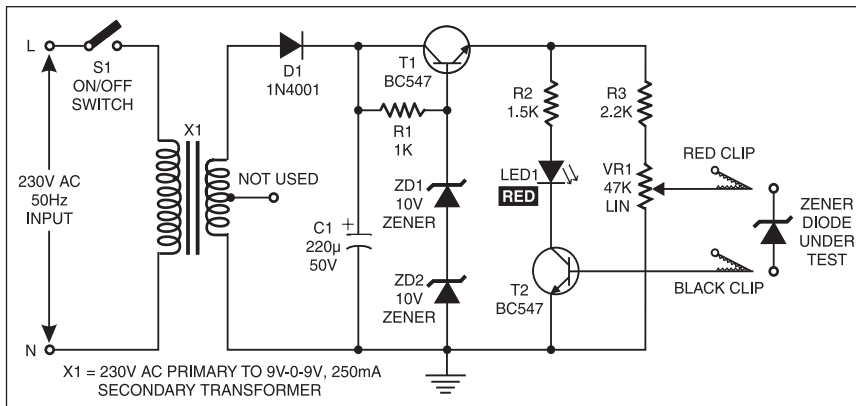 L
S1
ON/OFF
SWITCH
230V AC
50Hz
INPUT
N
X1
NOT USED
D1
1N4001
T1
BC547
R1
1K
C1
220µ
50V
+
ZD1
10V
ZENER
ZD2
10V
ZENER
R2
1.5K
LED1
RED
T2
BC547
R3
2.2K
VR1
47K
LIN
RED CLIP
BLACK CLIP
ZENER
DIODE
UNDER
TEST
X1 = 230V AC PRIMARY TO 9V-0-9V, 250mA
SECONDARY TRANSFORMER